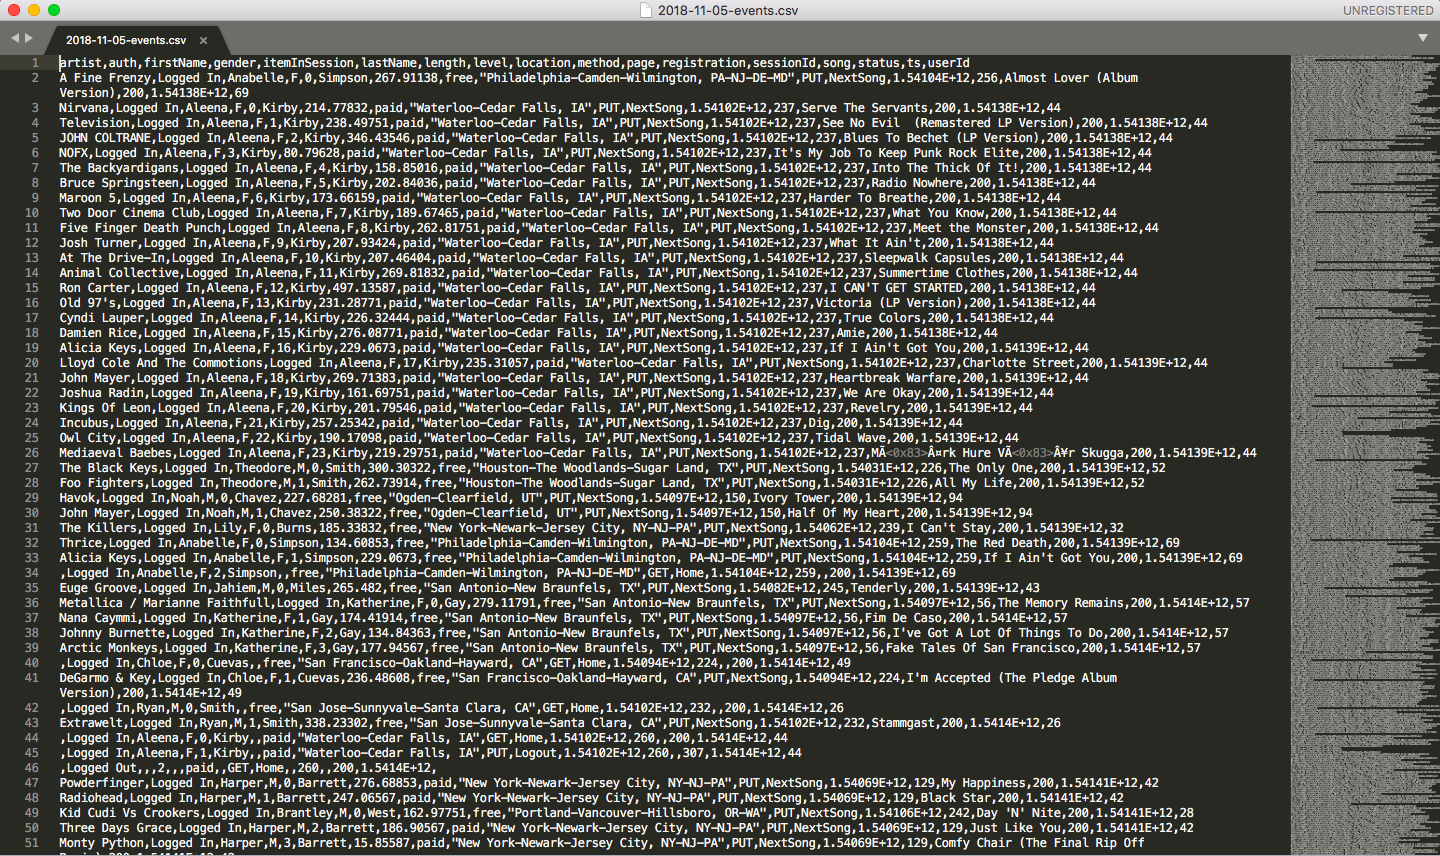 2018-11-05-events.csv
UNREGISTERED
2018-11-05-events.csv ×
1 artist,auth,firstName,gender,itemInSession,lastName,length,level,location,method,page,registration,sessionId,song,status,ts,userId
2 A Fine Frenzy,Logged In,Anabelle,F,0,Simpson,267.91138,free,"Philadelphia-Camden-Wilmington, PA-NJ-DE-MD",PUT,NextSong,1.54104E+12,256,Almost Lover (Album
Version),200,1.54138E+12,69
3 Nirvana,Logged In,Aleena,F,0,Kirby,214.77832,paid,"Waterloo-Cedar Falls, IA",PUT,NextSong,1.54102E+12,237,Serve The Servants,200,1.54138E+12,44
4 Television,Logged In,Aleena,F,1,Kirby,238.49751,paid,"Waterloo-Cedar Falls, IA",PUT,NextSong,1.54102E+12,237,See No Evil  (Remastered LP Version),200,1.54138E+12,44
5 JOHN COLTRANE,Logged In,Aleena,F,2,Kirby,346.43546,paid,"Waterloo-Cedar Falls, IA",PUT,NextSong,1.54102E+12,237,Blues To Bechet (LP Version),200,1.54138E+12,44
6 NOFX,Logged In,Aleena,F,3,Kirby,80.79628,paid,"Waterloo-Cedar Falls, IA",PUT,NextSong,1.54102E+12,237,It's My Job To Keep Punk Rock Elite,200,1.54138E+12,44
7 The Backyardigans,Logged In,Aleena,F,4,Kirby,158.85016,paid,"Waterloo-Cedar Falls, IA",PUT,NextSong,1.54102E+12,237,Into The Thick Of It!,200,1.54138E+12,44
8 Bruce Springsteen,Logged In,Aleena,F,5,Kirby,202.84036,paid,"Waterloo-Cedar Falls, IA",PUT,NextSong,1.54102E+12,237,Radio Nowhere,200,1.54138E+12,44
9 Maroon 5,Logged In,Aleena,F,6,Kirby,173.66159,paid,"Waterloo-Cedar Falls, IA",PUT,NextSong,1.54102E+12,237,Harder To Breathe,200,1.54138E+12,44
10 Two Door Cinema Club,Logged In,Aleena,F,7,Kirby,189.67465,paid,"Waterloo-Cedar Falls, IA",PUT,NextSong,1.54102E+12,237,What You Know,200,1.54138E+12,44
11 Five Finger Death Punch,Logged In,Aleena,F,8,Kirby,262.81751,paid,"Waterloo-Cedar Falls, IA",PUT,NextSong,1.54102E+12,237,Meet the Monster,200,1.54138E+12,44
12 Josh Turner,Logged In,Aleena,F,9,Kirby,207.93424,paid,"Waterloo-Cedar Falls, IA",PUT,NextSong,1.54102E+12,237,What It Ain't,200,1.54138E+12,44
13 At The Drive-In,Logged In,Aleena,F,10,Kirby,207.46404,paid,"Waterloo-Cedar Falls, IA",PUT,NextSong,1.54102E+12,237,Sleepwalk Capsules,200,1.54138E+12,44
14 Animal Collective,Logged In,Aleena,F,11,Kirby,269.81832,paid,"Waterloo-Cedar Falls, IA",PUT,NextSong,1.54102E+12,237,Summertime Clothes,200,1.54138E+12,44
15 Ron Carter,Logged In,Aleena,F,12,Kirby,497.13587,paid,"Waterloo-Cedar Falls, IA",PUT,NextSong,1.54102E+12,237,I CAN'T GET STARTED,200,1.54138E+12,44
16 Old 97's,Logged In,Aleena,F,13,Kirby,231.28771,paid,"Waterloo-Cedar Falls, IA",PUT,NextSong,1.54102E+12,237,Victoria (LP Version),200,1.54138E+12,44
17 Cyndi Lauper,Logged In,Aleena,F,14,Kirby,226.32444,paid,"Waterloo-Cedar Falls, IA",PUT,NextSong,1.54102E+12,237,True Colors,200,1.54138E+12,44
18 Damien Rice,Logged In,Aleena,F,15,Kirby,276.08771,paid,"Waterloo-Cedar Falls, IA",PUT,NextSong,1.54102E+12,237,Amie,200,1.54138E+12,44
19 Alicia Keys,Logged In,Aleena,F,16,Kirby,229.0673,paid,"Waterloo-Cedar Falls, IA",PUT,NextSong,1.54102E+12,237,If I Ain't Got You,200,1.54139E+12,44
20 Lloyd Cole And The Commotions,Logged In,Aleena,F,17,Kirby,235.31057,paid,"Waterloo-Cedar Falls, IA",PUT,NextSong,1.54102E+12,237,Charlotte Street,200,1.54139E+12,44
21 John Mayer,Logged In,Aleena,F,18,Kirby,269.71383,paid,"Waterloo-Cedar Falls, IA",PUT,NextSong,1.54102E+12,237,Heartbreak Warfare,200,1.54139E+12,44
22 Joshua Radin,Logged In,Aleena,F,19,Kirby,161.69751,paid,"Waterloo-Cedar Falls, IA",PUT,NextSong,1.54102E+12,237,We Are Okay,200,1.54139E+12,44
23 Kings Of Leon,Logged In,Aleena,F,20,Kirby,201.79546,paid,"Waterloo-Cedar Falls, IA",PUT,NextSong,1.54102E+12,237,Revelry,200,1.54139E+12,44
24 Incubus,Logged In,Aleena,F,21,Kirby,257.25342,paid,"Waterloo-Cedar Falls, IA",PUT,NextSong,1.54102E+12,237,Dig,200,1.54139E+12,44
25 Owl City,Logged In,Aleena,F,22,Kirby,190.17098,paid,"Waterloo-Cedar Falls, IA",PUT,NextSong,1.54102E+12,237,Tidal Wave,200,1.54139E+12,44
26 Mediaeval Baebes,Logged In,Aleena,F,23,Kirby,219.29751,paid,"Waterloo-Cedar Falls, IA",PUT,NextSong,1.54102E+12,237,MÃ<0x83>Â¤rk Hure VÃ<0x83>Â¥r Skugga,200,1.54139E+12,44
27 The Black Keys,Logged In,Theodore,M,0,Smith,300.30322,free,"Houston-The Woodlands-Sugar Land, TX",PUT,NextSong,1.54031E+12,226,The Only One,200,1.54139E+12,52
28 Foo Fighters,Logged In,Theodore,M,1,Smith,262.73914,free,"Houston-The Woodlands-Sugar Land, TX",PUT,NextSong,1.54031E+12,226,All My Life,200,1.54139E+12,52
29 Havok,Logged In,Noah,M,0,Chavez,227.68281,free,"Ogden-Clearfield, UT",PUT,NextSong,1.54097E+12,150,Ivory Tower,200,1.54139E+12,94
30 John Mayer,Logged In,Noah,M,1,Chavez,250.38322,free,"Ogden-Clearfield, UT",PUT,NextSong,1.54097E+12,150,Half Of My Heart,200,1.54139E+12,94
31 The Killers,Logged In,Lily,F,0,Burns,185.33832,free,"New York-Newark-Jersey City, NY-NJ-PA",PUT,NextSong,1.54062E+12,239,I Can't Stay,200,1.54139E+12,32
32 Thrice,Logged In,Anabelle,F,0,Simpson,134.60853,free,"Philadelphia-Camden-Wilmington, PA-NJ-DE-MD",PUT,NextSong,1.54104E+12,259,The Red Death,200,1.54139E+12,69
33 Alicia Keys,Logged In,Anabelle,F,1,Simpson,229.0673,free,"Philadelphia-Camden-Wilmington, PA-NJ-DE-MD",PUT,NextSong,1.54104E+12,259,If I Ain't Got You,200,1.54139E+12,69
34 ,Logged In,Anabelle,F,2,Simpson,,free,"Philadelphia-Camden-Wilmington, PA-NJ-DE-MD",GET,Home,1.54104E+12,259,,200,1.54139E+12,69
35 Euge Groove,Logged In,Jahiem,M,0,Miles,265.482,free,"San Antonio-New Braunfels, TX",PUT,NextSong,1.54082E+12,245,Tenderly,200,1.54139E+12,43
36 Metallica / Marianne Faithfull,Logged In,Katherine,F,0,Gay,279.11791,free,"San Antonio-New Braunfels, TX",PUT,NextSong,1.54097E+12,56,The Memory Remains,200,1.5414E+12,57
37 Nana Caymmi,Logged In,Katherine,F,1,Gay,174.41914,free,"San Antonio-New Braunfels, TX",PUT,NextSong,1.54097E+12,56,Fim De Caso,200,1.5414E+12,57
38 Johnny Burnette,Logged In,Katherine,F,2,Gay,134.84363,free,"San Antonio-New Braunfels, TX",PUT,NextSong,1.54097E+12,56,I've Got A Lot Of Things To Do,200,1.5414E+12,57
39 Arctic Monkeys,Logged In,Katherine,F,3,Gay,177.94567,free,"San Antonio-New Braunfels, TX",PUT,NextSong,1.54097E+12,56,Fake Tales Of San Francisco,200,1.5414E+12,57
40 ,Logged In,Chloe,F,0,Cuevas,,free,"San Francisco-Oakland-Hayward, CA",GET,Home,1.54094E+12,224,,200,1.5414E+12,49
41 DeGarmo & Key,Logged In,Chloe,F,1,Cuevas,236.48608,free,"San Francisco-Oakland-Hayward, CA",PUT,NextSong,1.54094E+12,224,I'm Accepted (The Pledge Album
Version),200,1.5414E+12,49
42 ,Logged In,Ryan,M,0,Smith,,free,"San Jose-Sunnyvale-Santa Clara, CA",GET,Home,1.54102E+12,232,,200,1.5414E+12,26
43 Extrawelt,Logged In,Ryan,M,1,Smith,338.23302,free,"San Jose-Sunnyvale-Santa Clara, CA",PUT,NextSong,1.54102E+12,232,Stammgast,200,1.5414E+12,26
44 ,Logged In,Aleena,F,0,Kirby,,paid,"Waterloo-Cedar Falls, IA",GET,Home,1.54102E+12,260,,200,1.5414E+12,44
45 ,Logged In,Aleena,F,1,Kirby,,paid,"Waterloo-Cedar Falls, IA",PUT,Logout,1.54102E+12,260,,307,1.5414E+12,44
46 ,Logged Out,,,2,,,paid,,GET,Home,,260,,200,1.5414E+12,
47 Powderfinger,Logged In,Harper,M,0,Barrett,276.68853,paid,"New York-Newark-Jersey City, NY-NJ-PA",PUT,NextSong,1.54069E+12,129,My Happiness,200,1.54141E+12,42
48 Radiohead,Logged In,Harper,M,1,Barrett,247.06567,paid,"New York-Newark-Jersey City, NY-NJ-PA",PUT,NextSong,1.54069E+12,129,Black Star,200,1.54141E+12,42
49 Kid Cudi Vs Crookers,Logged In,Brantley,M,0,West,162.97751,free,"Portland-Vancouver-Hillsboro, OR-WA",PUT,NextSong,1.54106E+12,242,Day 'N' Nite,200,1.54141E+12,28
50 Three Days Grace,Logged In,Harper,M,2,Barrett,186.90567,paid,"New York-Newark-Jersey City, NY-NJ-PA",PUT,NextSong,1.54069E+12,129,Just Like You,200,1.54141E+12,42
51 Monty Python,Logged In,Harper,M,3,Barrett,15.85587,paid,"New York-Newark-Jersey City, NY-NJ-PA",PUT,NextSong,1.54069E+12,129,Comfy Chair (The Final Rip Off